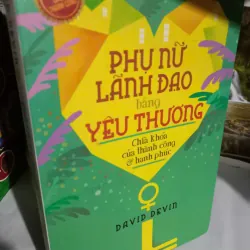 PHỤ NỮ
LÃNH ĐẠO
bằng
YÊU THƯƠNG
Chìa khóa
của thành công
& hạnh phúc
DAVID DEVIN